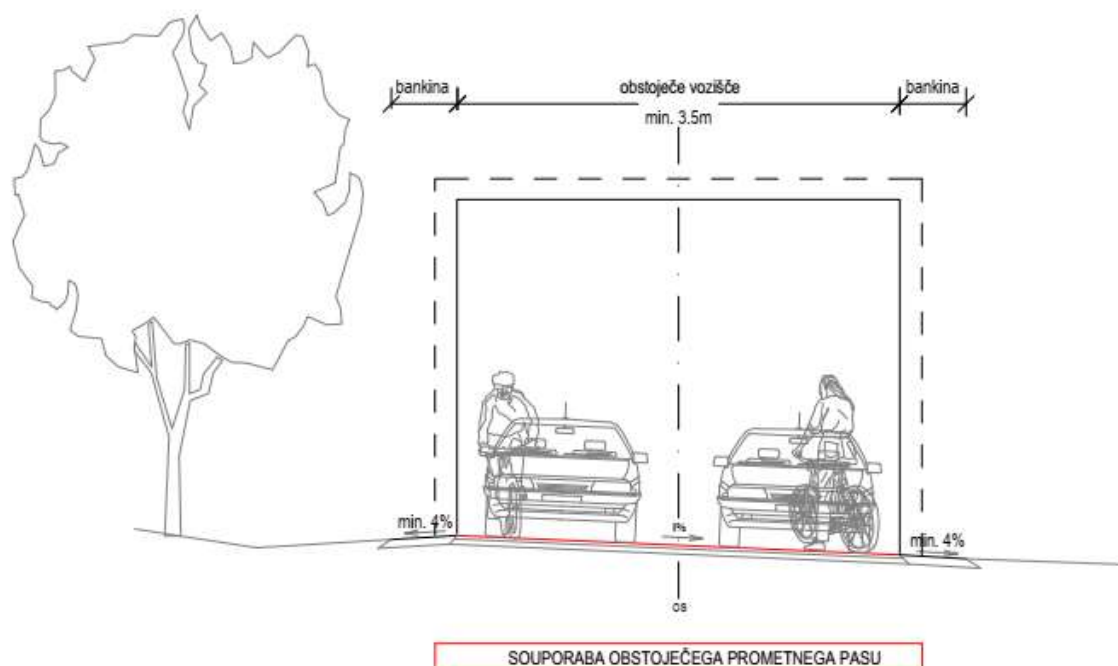 bankina obstoječe vozišče bankina
min. 3.5m
min. 4%
min. 4%
os
SOUPORABA OBSTOJEČEGA PROMETNEGA PASU